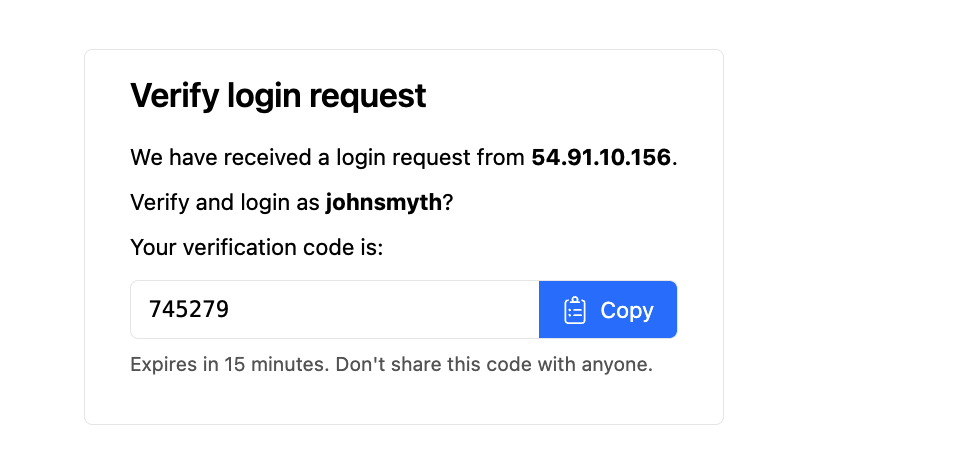 Verify login request
We have received a login request from 54.91.10.156.
Verify and login as johnsmyth?
Your verification code is:
745279
Copy
Expires in 15 minutes. Don't share this code with anyone.